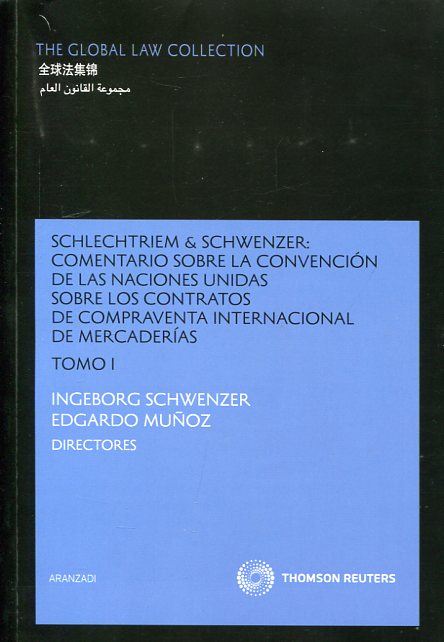 THE GLOBAL LAW COLLECTION
全球法集锦
مجموعة القانون العام
SCHLECHTRIEM & SCHWENZER:
COMENTARIO SOBRE LA CONVENCIÓN
DE LAS NACIONES UNIDAS
SOBRE LOS CONTRATOS
DE COMPRAVENTA INTERNACIONAL
DE MERCADERÍAS
TOMO I
INGEBORG SCHWENZER
EDGARDO MUÑOZ
DIRECTORES
ARANZADI
THOMSON REUTERS